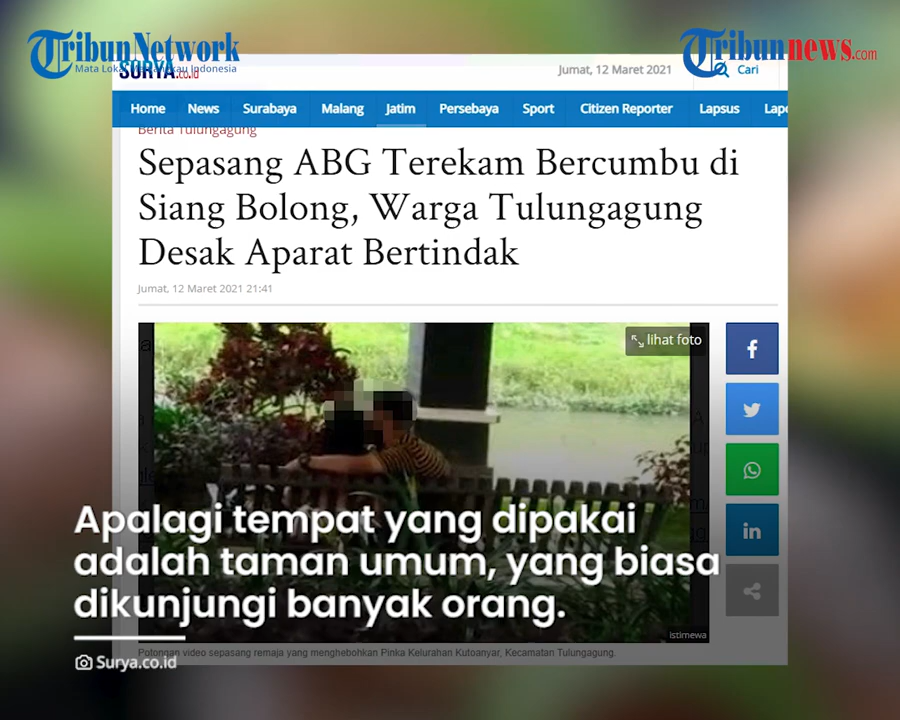 Tribun Network
Mata Lokal Menjangkau Indonesia
Tribunnews.com
SURYA.co.id
Jumat, 12 Maret 2021
Cari
Home News Surabaya Malang Jatim Persebaya Sport Citizen Reporter Lapsus
Berita Tulungagung
Sepasang ABG Terekam Bercumbu di
Siang Bolong, Warga Tulungagung
Desak Aparat Bertindak
Jumat, 12 Maret 2021 21:41
lihat foto
Apalagi tempat yang dipakai
adalah taman umum, yang biasa
dikunjungi banyak orang.
istimewa
Potongan video sepasang remaja yang menghebohkan Pinka Kelurahan Kutoanyar, Kecamatan Tulungagung.
Surya.co.id